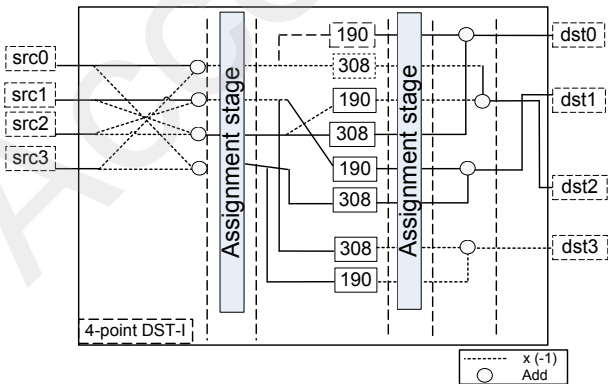 src0
src1
src2
src3
Assignment stage
190
308
190
308
190
308
308
190
Assignment stage
dst0
dst1
dst2
dst3
4-point DST-I
x (-1)
Add